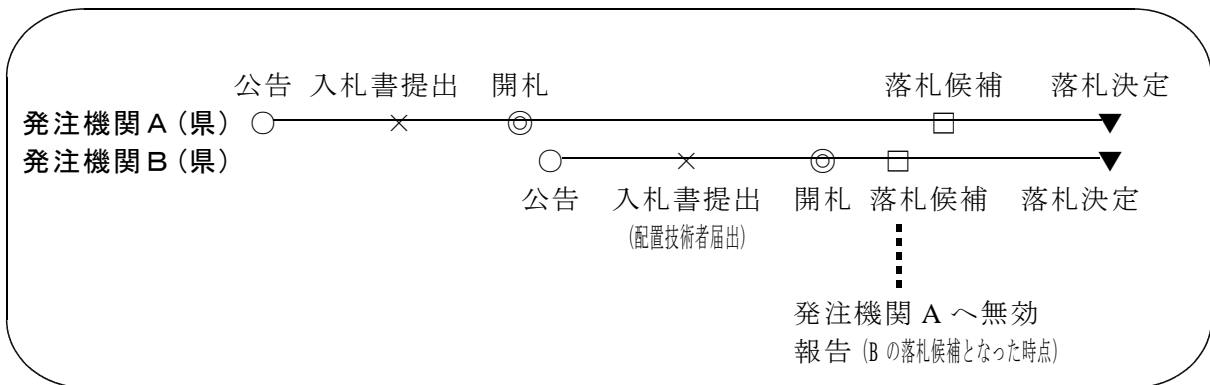 公告 入札書提出 開札 落札候補 落札決定
発注機関A(県)
発注機関B(県)
公告 入札書提出 開札 落札候補 落札決定
(配置技術者届出)
発注機関 A へ無効
報告 (B の落札候補となった時点)